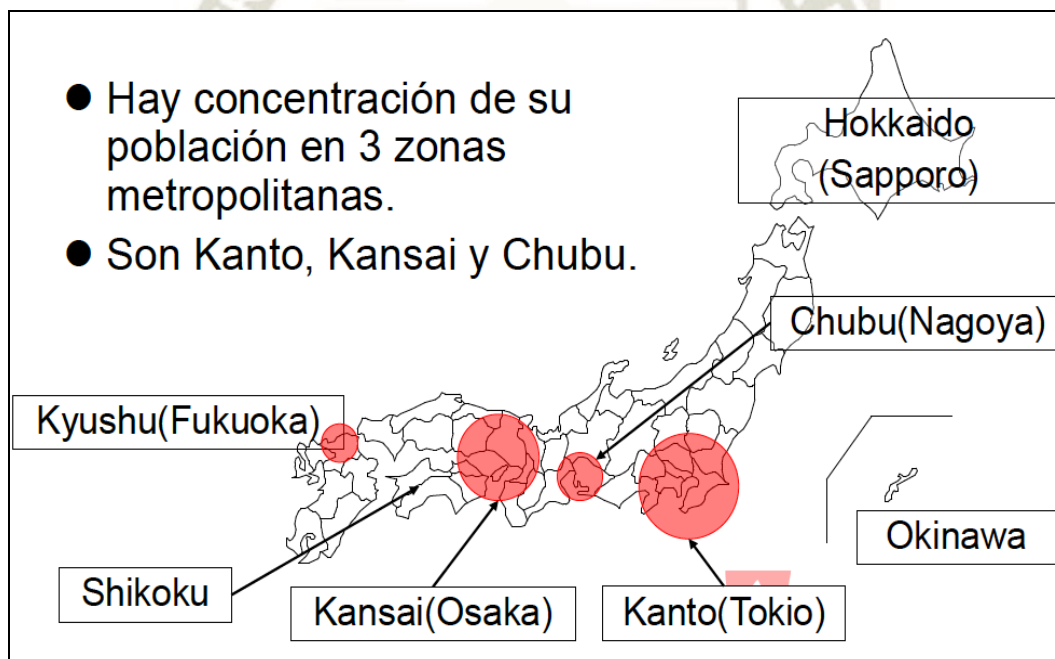 ● Hay concentración de su
población en 3 zonas
metropolitanas.
● Son Kanto, Kansai y Chubu.
Hokkaido
(Sapporo)
Chubu(Nagoya)
Kyushu(Fukuoka)
Okinawa
Shikoku
Kansai(Osaka)
Kanto(Tokio)